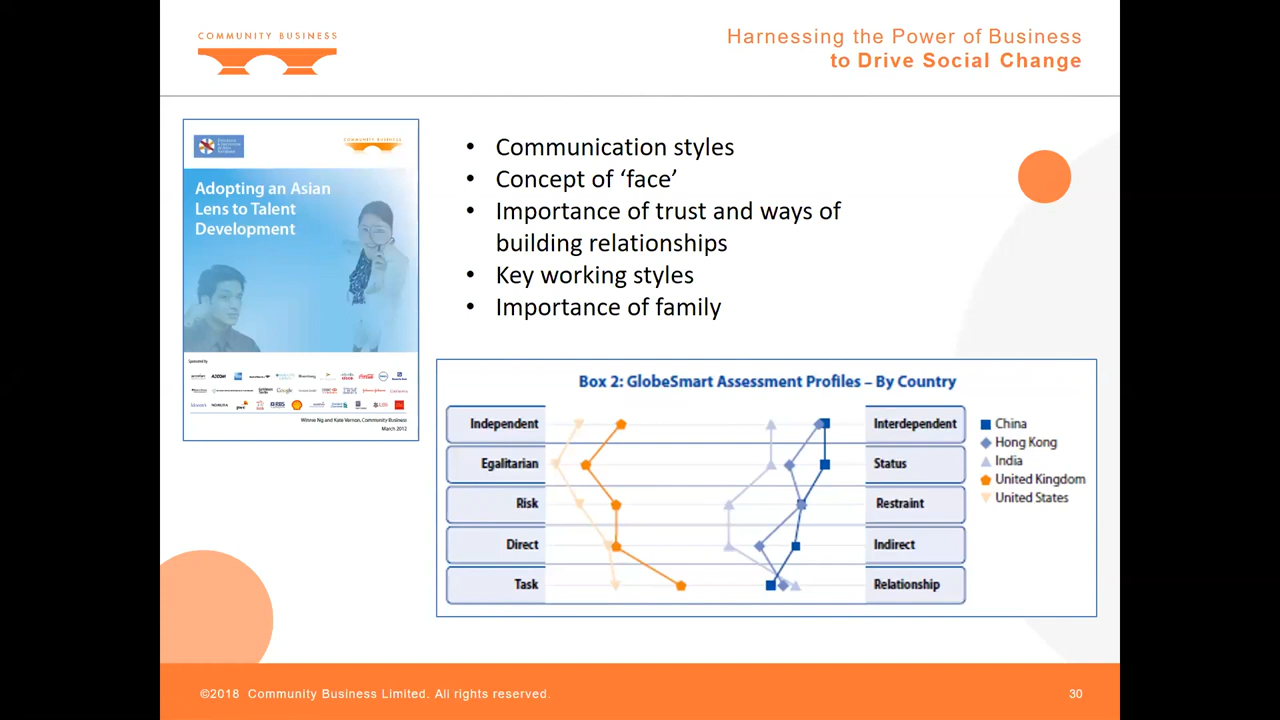 COMMUNITY BUSINESS
Harnessing the Power of Business
to Drive Social Change
Adopting an Asian
Lens to Talent
Development
Sponsored by
Google
IBM
Winnie Ng and Kate Vernon, Community Business
March 2012
• Communication styles
• Concept of ‘face’
• Importance of trust and ways of
building relationships
• Key working styles
• Importance of family
Box 2: GlobeSmart Assessment Profiles – By Country
Independent Interdependent
Egalitarian Status
Risk Restraint
Direct Indirect
Task Relationship
China
Hong Kong
India
United Kingdom
United States
©2018 Community Business Limited. All rights reserved.
30